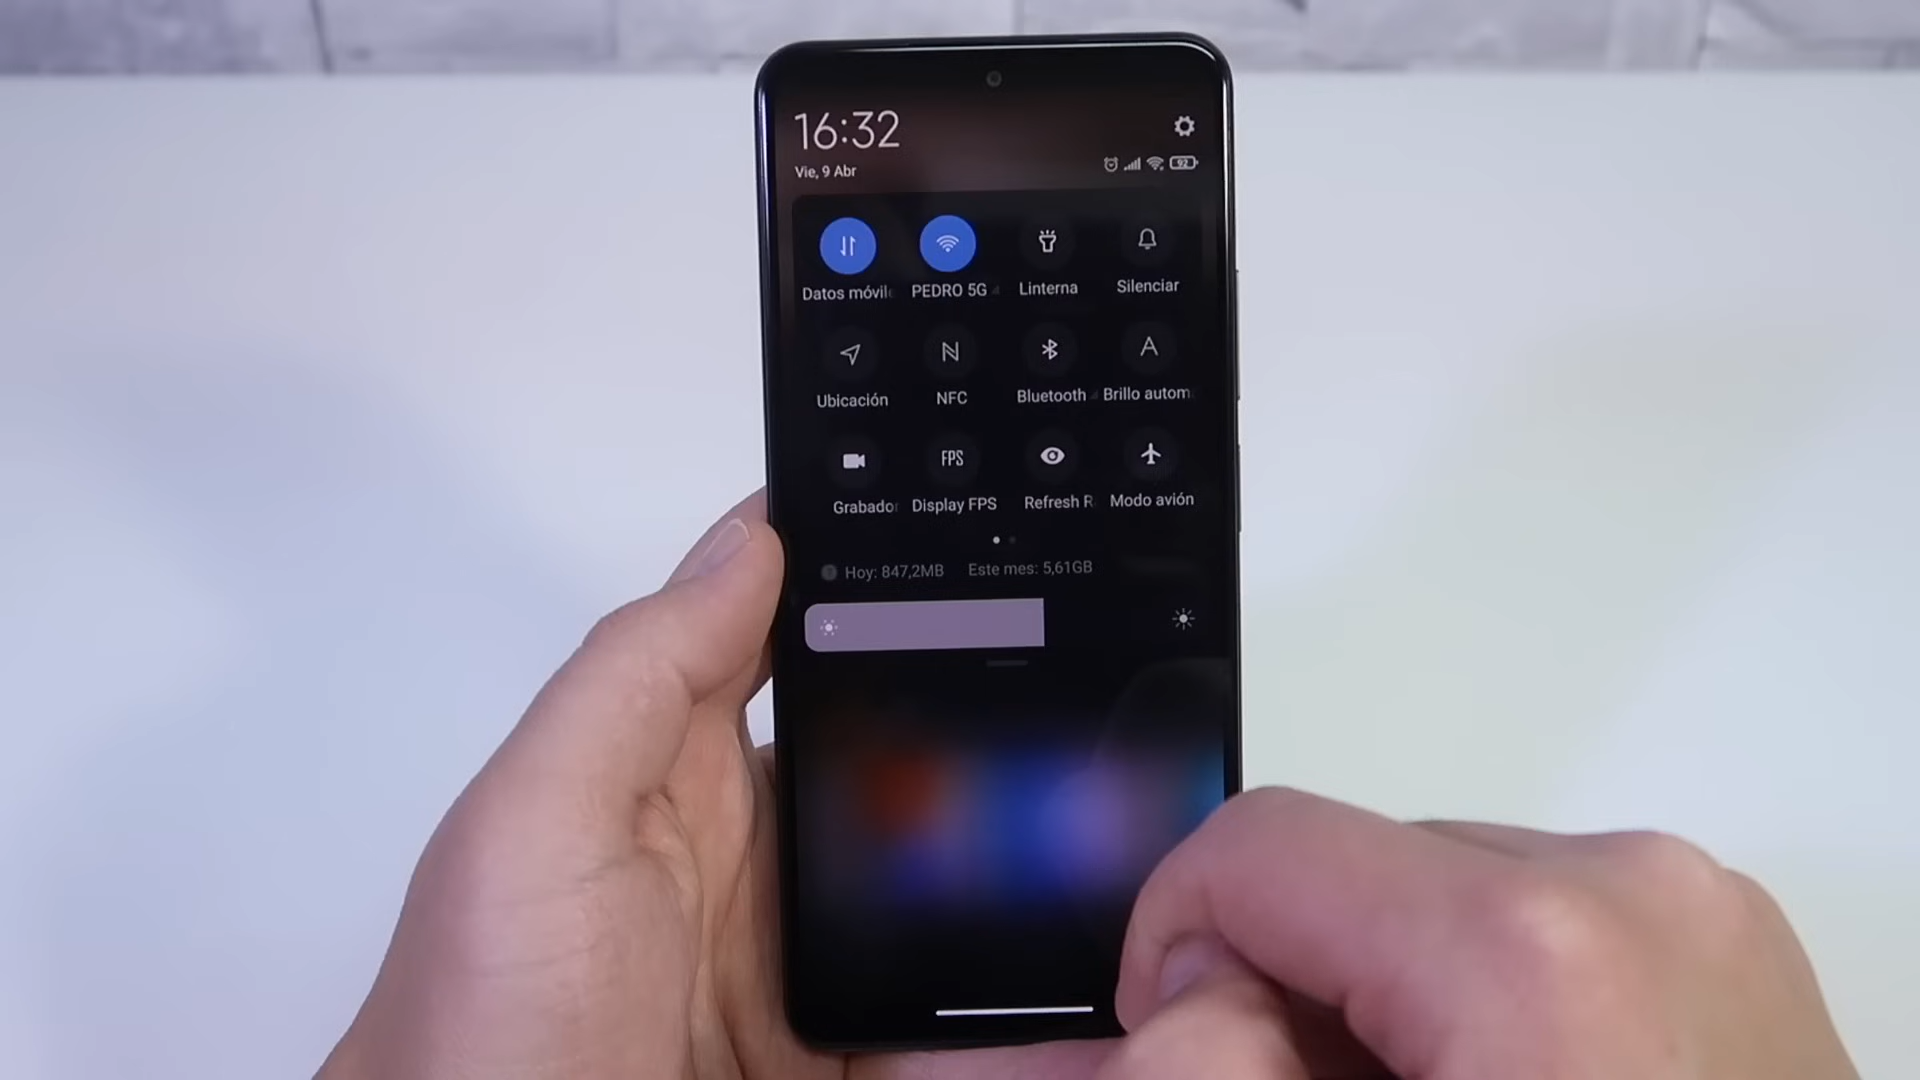 16:32
Vie, 9 Abr
92
Datos móvil PEDRO 5G Linterna Silenciar
Ubicación NFC Bluetooth Brillo autom
FPS
Grabador Display FPS Refresh R Modo avión
Hoy: 847,2MB Este mes: 5,61GB